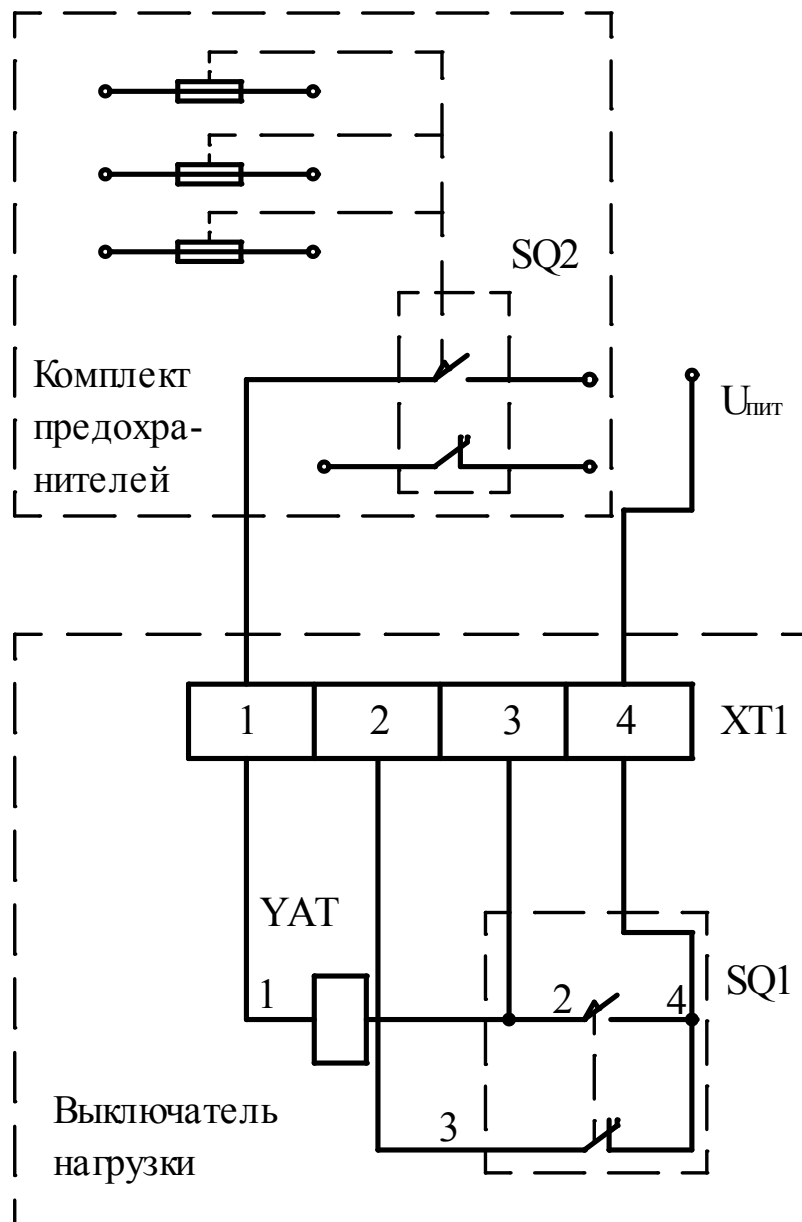 SQ2
Комплект
предохра-
нителей
Uпит
1 2 3 4 XT1
YAT
1
2
4
SQ1
3
Выключатель
нагрузки